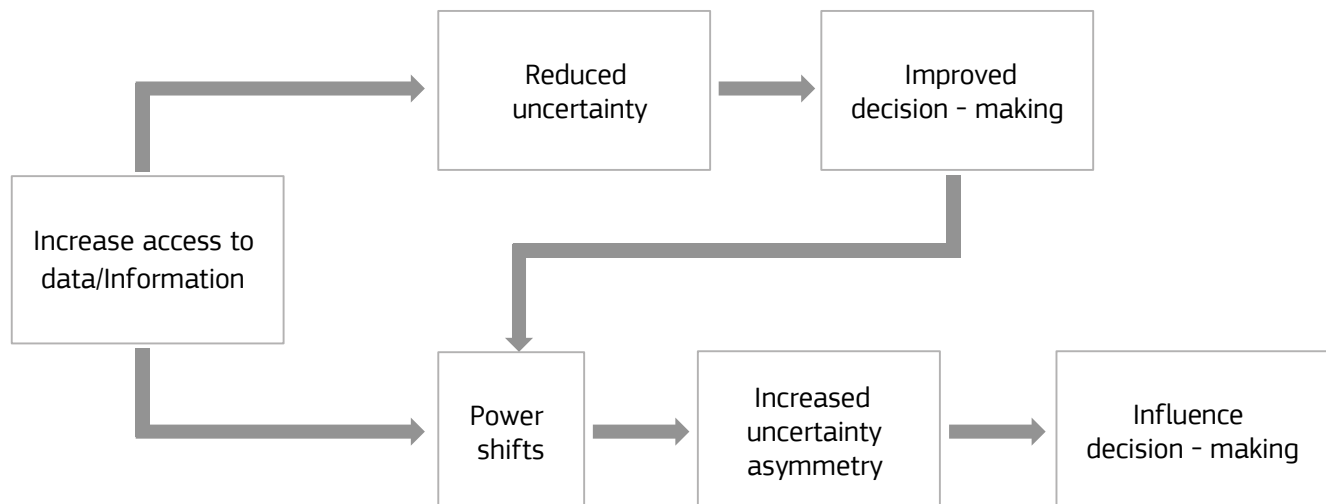 Reduced
uncertainty
Improved
decision - making
Increase access to
data/Information
Power
shifts
Increased
uncertainty
asymmetry
Influence
decision - making